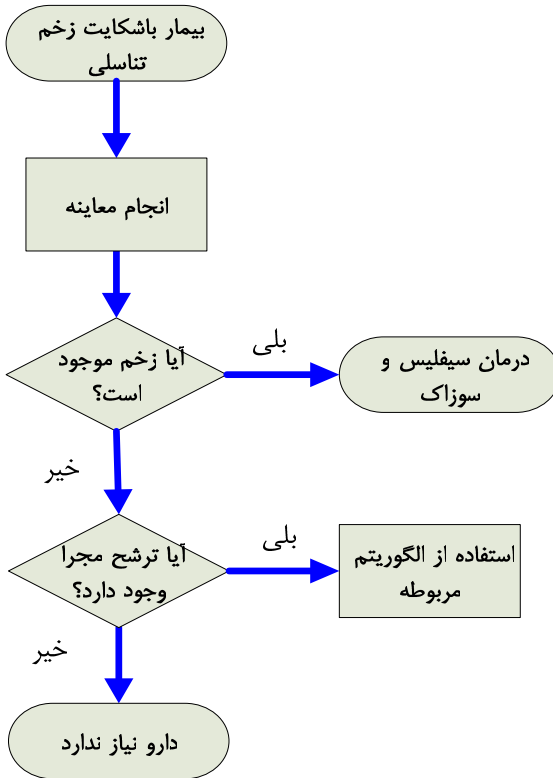 بیمار باشکایت زخم
تناسلی
انجام معاینه
آیا زخم موجود
است؟
بلی
درمان سیفلیس و
سوزاک
خیر
آیا ترشح مجرا
وجود دارد؟
بلی
استفاده از الگوریتم
مربوطه
خیر
دارو نیاز ندارد